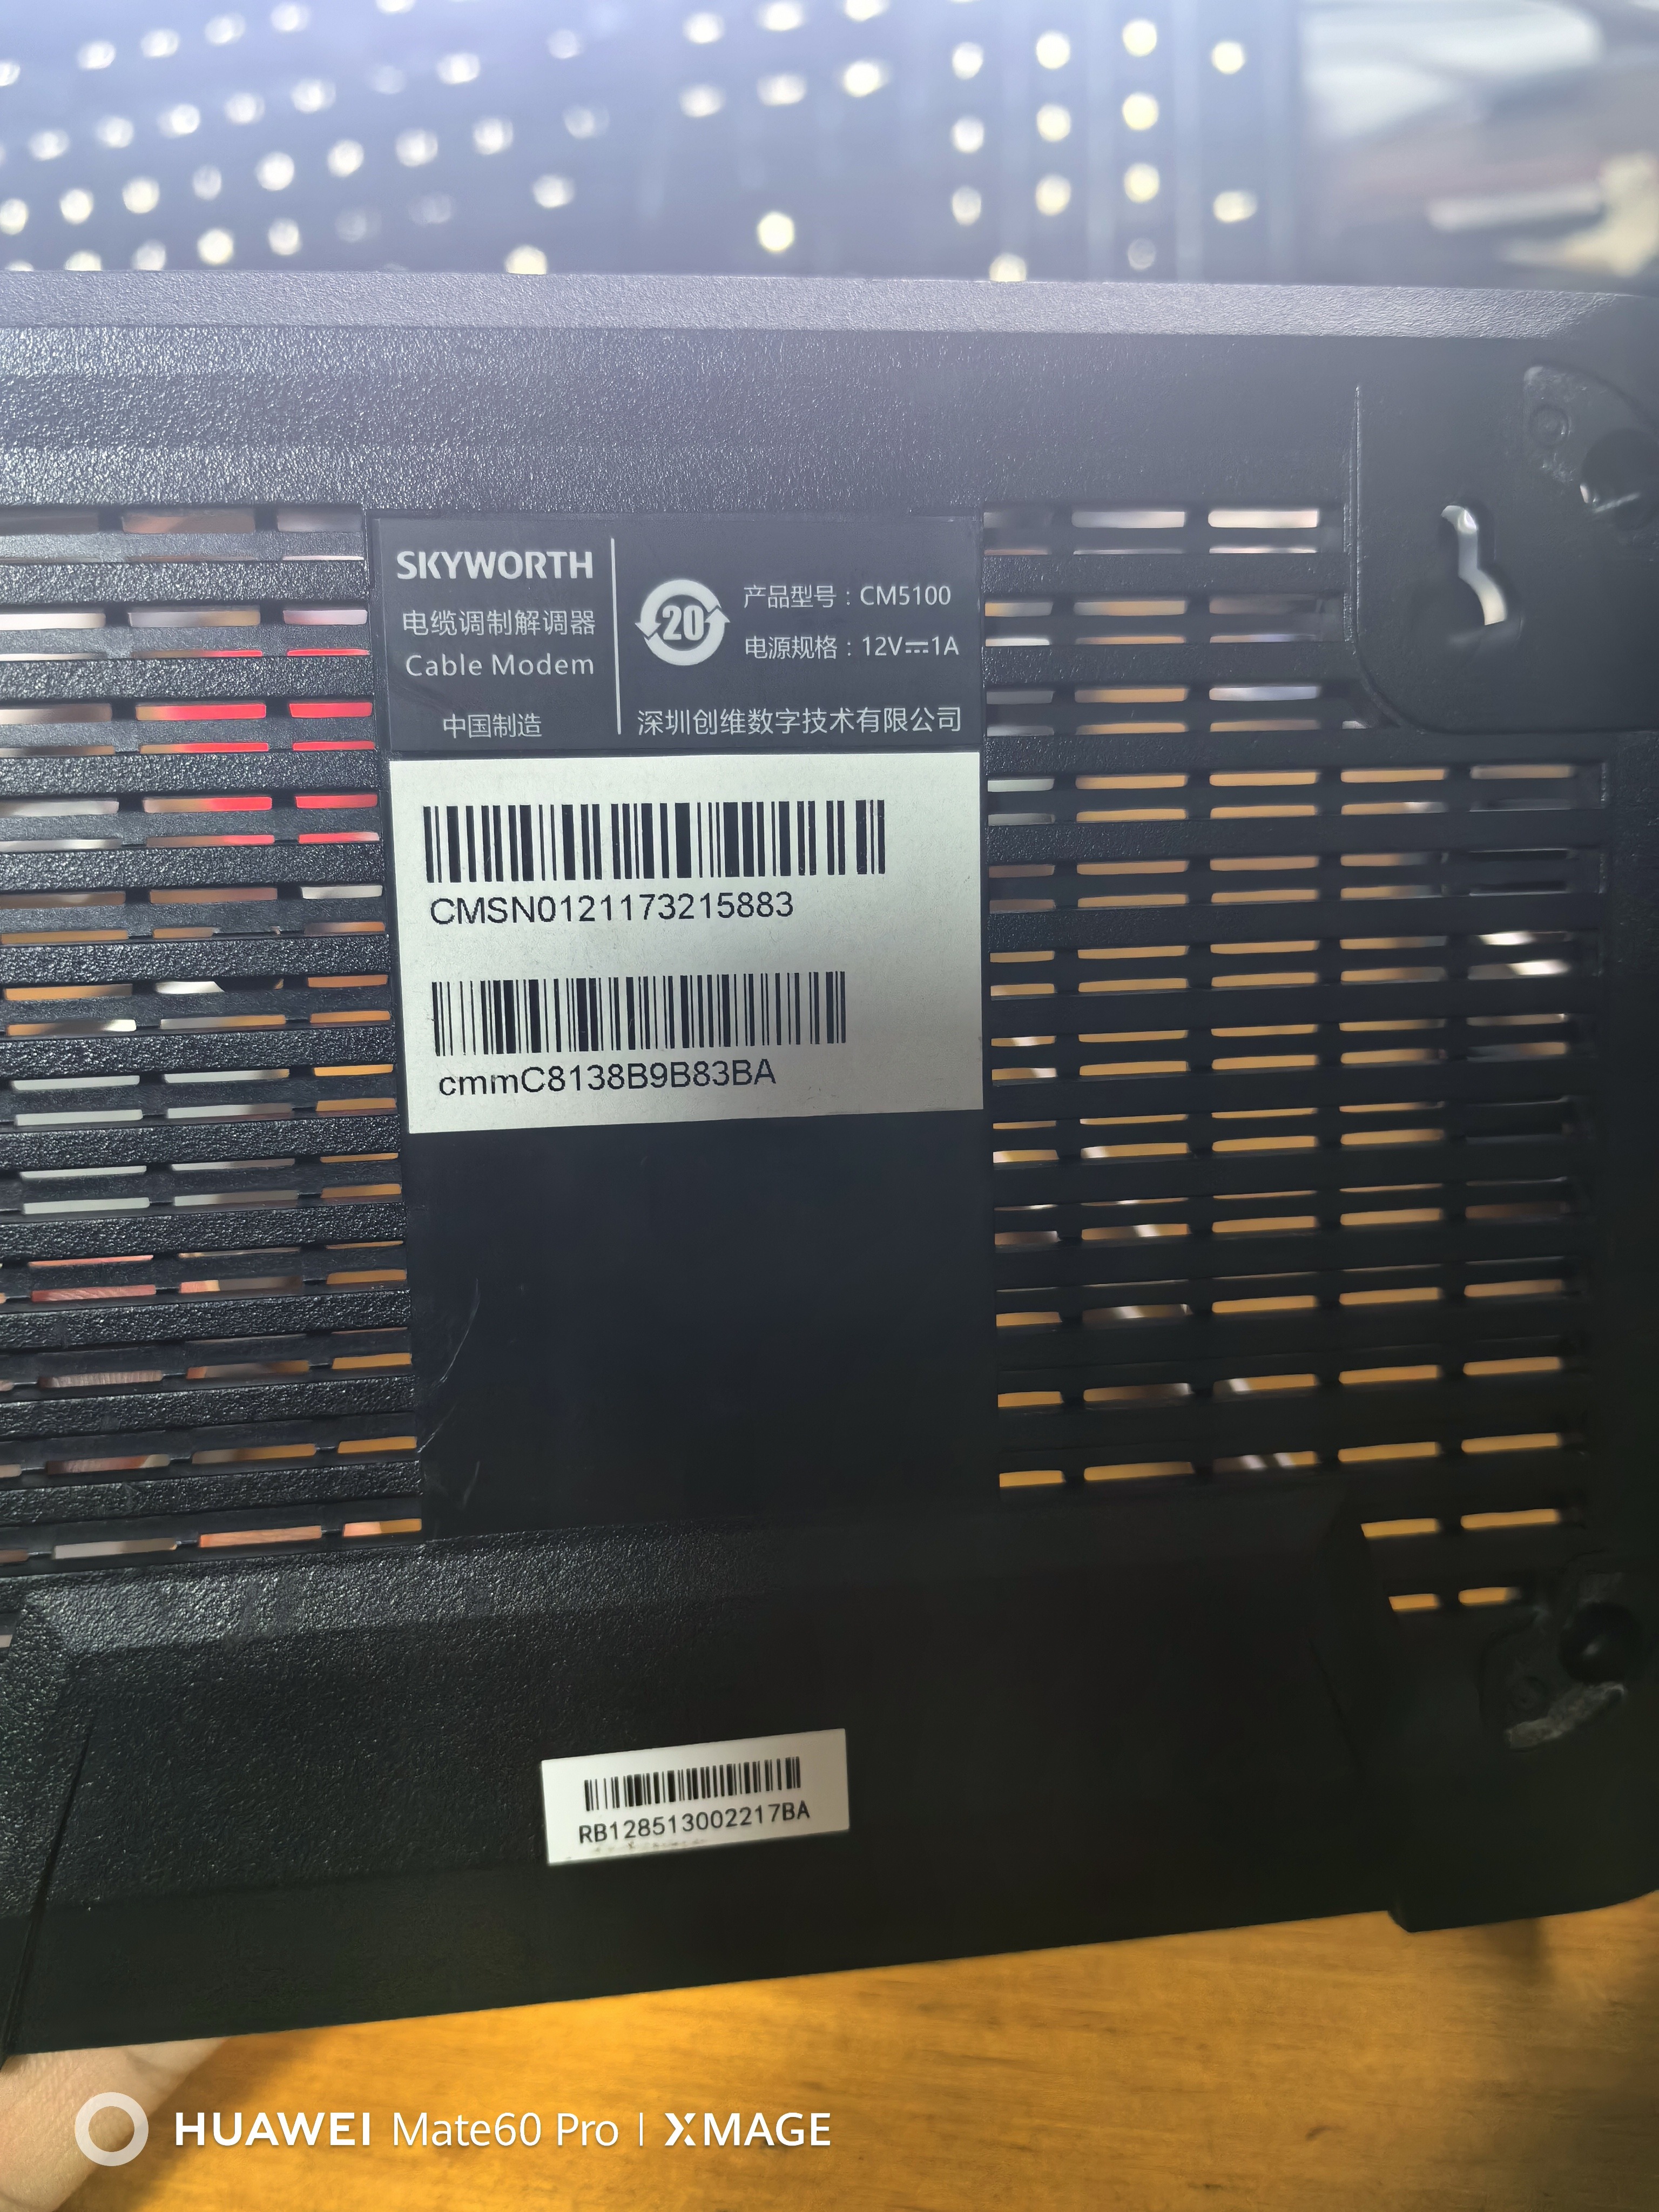 SKYWORTH
电缆调制解调器
Cable Modem
中国制造
20
产品型号：CM5100
电源规格：12V⎓1A
深圳创维数字技术有限公司
CMSN0121173215883
cmmC8138B9B83BA
RB128513002217BA
HUAWEI Mate60 Pro | XMAGE